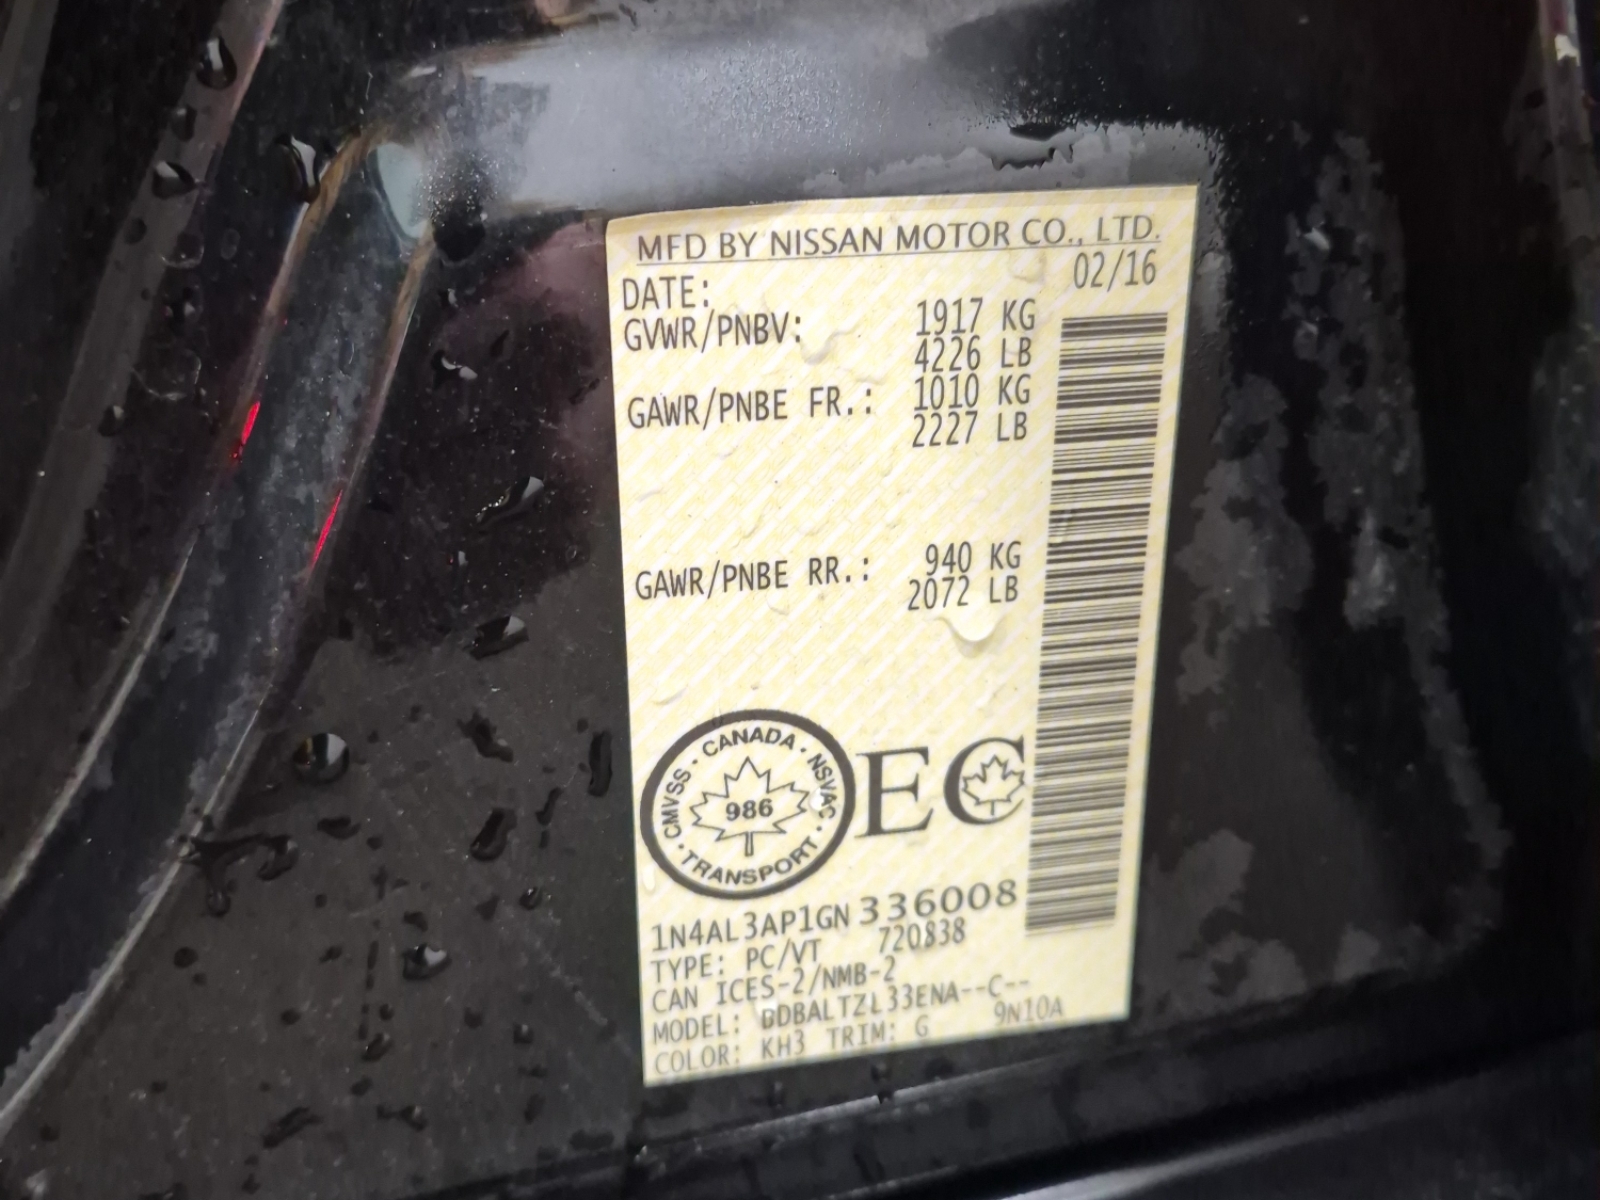 MFD BY NISSAN MOTOR CO., LTD.
DATE: 02/16
GVWR/PNBV: 1917 KG
4226 LB
GAWR/PNBE FR.: 1010 KG
2227 LB
GAWR/PNBE RR.: 940 KG
2072 LB
CMVSS · CANADA · NSVAC · TRANSPORT ·
986
EC
1N4AL3AP1GN336008
TYPE: PC/VT 720838
CAN ICES-2/NMB-2
MODEL: BDBALTZL33ENA--C--
COLOR: KH3 TRIM: G 9N10A